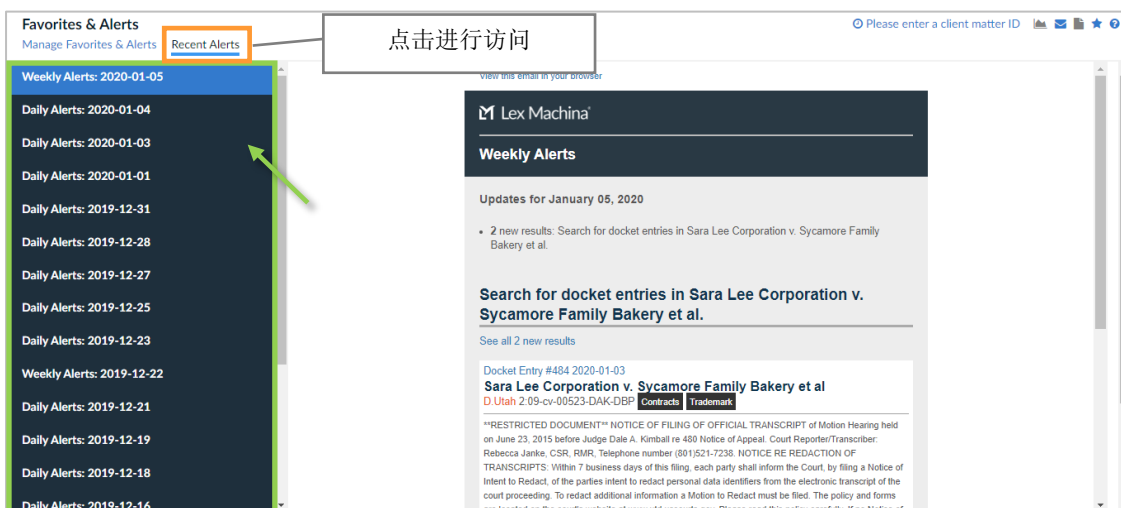 Favorites & Alerts
Please enter a client matter ID
Manage Favorites & Alerts Recent Alerts
点击进行访问
Weekly Alerts: 2020-01-05
Daily Alerts: 2020-01-04
Daily Alerts: 2020-01-03
Daily Alerts: 2020-01-01
Daily Alerts: 2019-12-31
Daily Alerts: 2019-12-28
Daily Alerts: 2019-12-27
Daily Alerts: 2019-12-25
Daily Alerts: 2019-12-23
Weekly Alerts: 2019-12-22
Daily Alerts: 2019-12-21
Daily Alerts: 2019-12-19
Daily Alerts: 2019-12-18
Daily Alerts: 2019-12-16
View this email in your browser
Lex Machina
Weekly Alerts
Updates for January 05, 2020
• 2 new results: Search for docket entries in Sara Lee Corporation v. Sycamore Family
Bakery et al.
Search for docket entries in Sara Lee Corporation v.
Sycamore Family Bakery et al.
See all 2 new results
Docket Entry #484 2020-01-03
Sara Lee Corporation v. Sycamore Family Bakery et al
D.Utah 2:09-cv-00523-DAK-DBP Contracts Trademark
**RESTRICTED DOCUMENT** NOTICE OF FILING OF OFFICIAL TRANSCRIPT of Motion Hearing held
on June 23, 2015 before Judge Dale A. Kimball re 480 Notice of Appeal. Court Reporter/Transcriber:
Rebecca Janke, CSR, RMR, Telephone number (801)521-7238. NOTICE RE REDACTION OF
TRANSCRIPTS: Within 7 business days of this filing, each party shall inform the Court, by filing a Notice of
Intent to Redact, of the parties intent to redact personal data identifiers from the electronic transcript of the
court proceeding. To redact additional information a Motion to Redact must be filed. The policy and forms